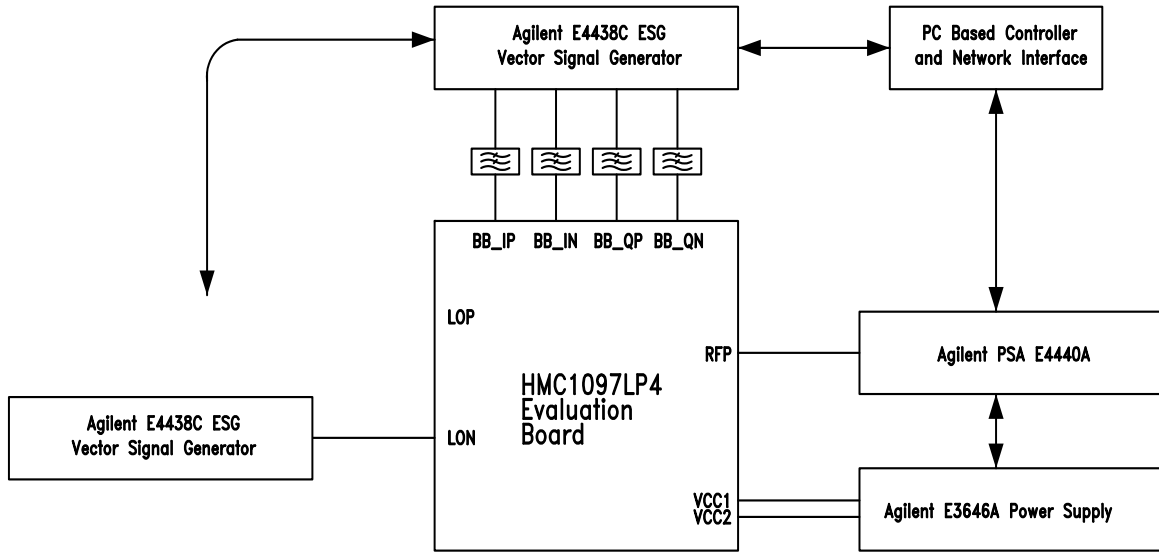 Agilent E4438C ESG
Vector Signal Generator
PC Based Controller
and Network Interface
BB_IP BB_IN BB_QP BB_QN
LOP
RFP
Agilent PSA E4440A
HMC1097LP4
Evaluation
Board
Agilent E4438C ESG
Vector Signal Generator
LON
VCC1
VCC2
Agilent E3646A Power Supply